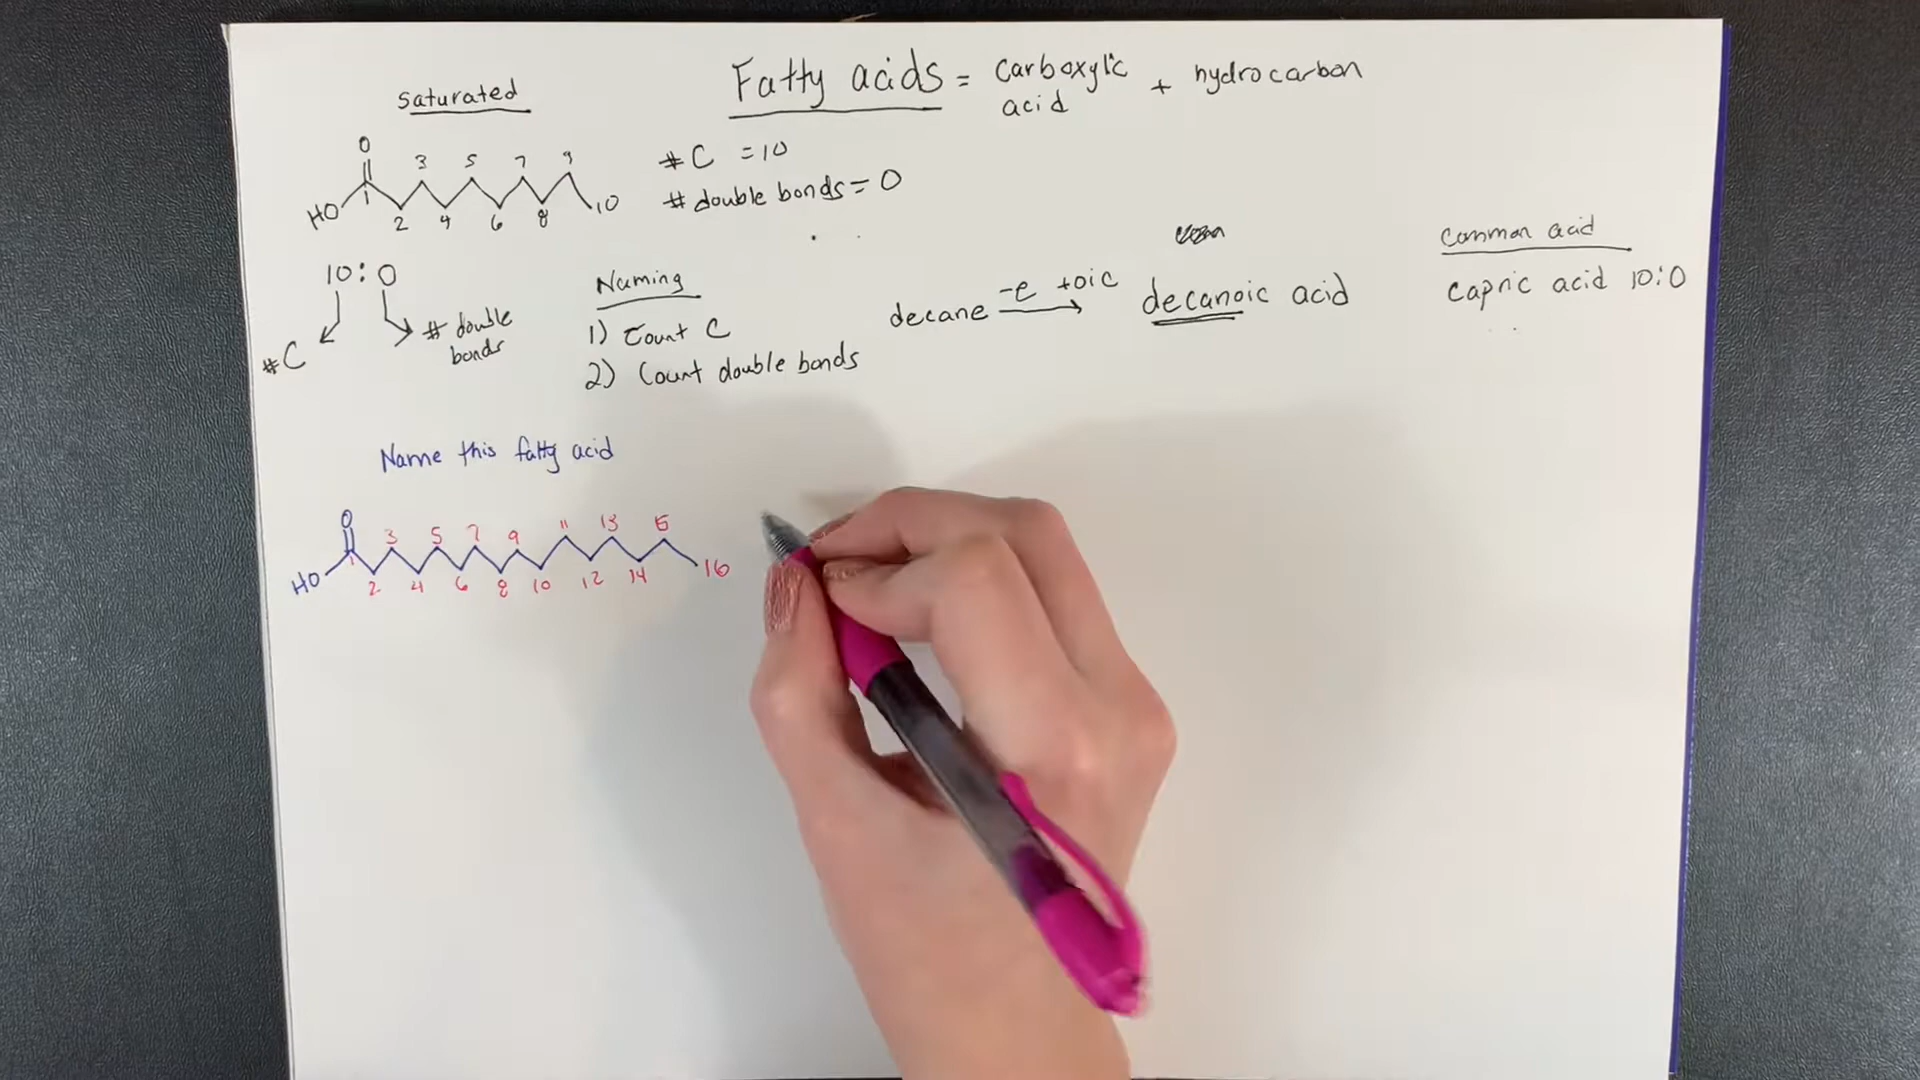 Fatty acids = carboxylic acid + hydrocarbon
saturated
O
HO 1 2 3 4 5 6 7 8 9 10
#C = 10
# double bonds = 0
10:0
#C
# double bonds
Naming
1) Count C
2) Count double bonds
decane -e +oic decanoic acid
Common acid
capric acid 10:0
Name this fatty acid
O
HO 1 2 3 4 5 6 7 8 9 10 11 12 13 14 15 16